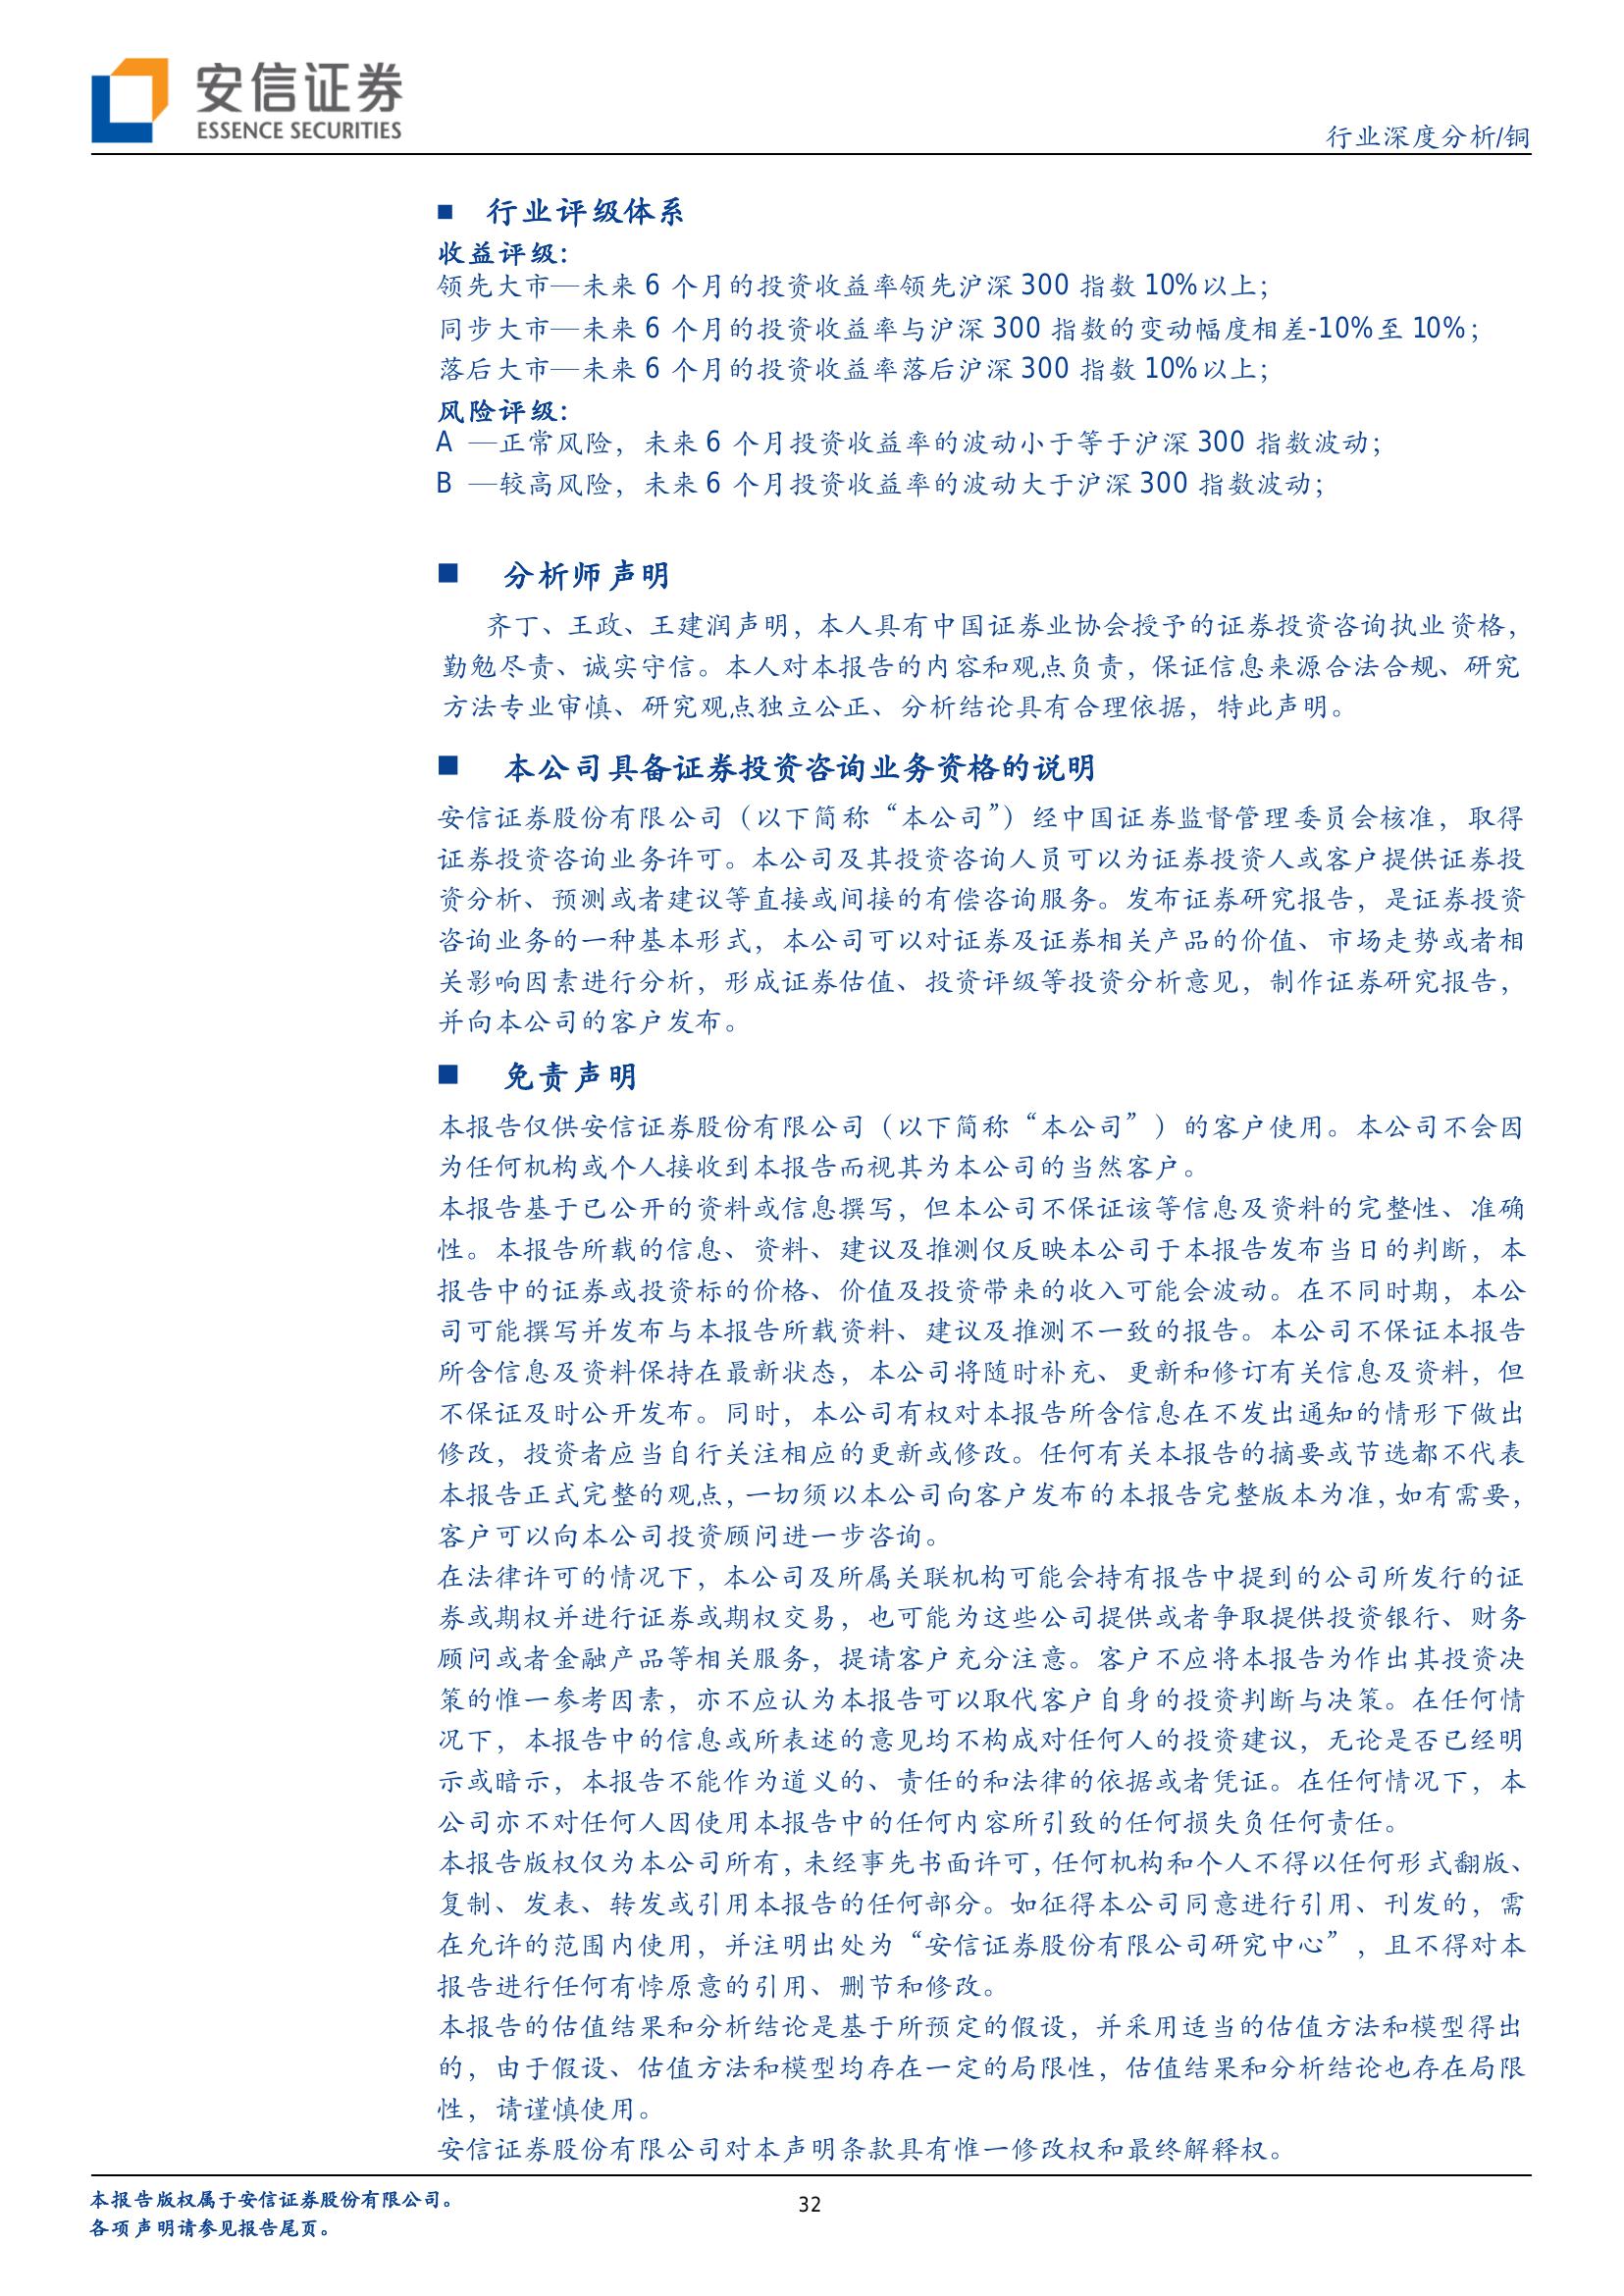 安信证券
ESSENCE SECURITIES
行业深度分析/铜
■ 行业评级体系
收益评级：
领先大市—未来 6 个月的投资收益率领先沪深 300 指数 10%以上；
同步大市—未来 6 个月的投资收益率与沪深 300 指数的变动幅度相差-10%至 10%；
落后大市—未来 6 个月的投资收益率落后沪深 300 指数 10%以上；
风险评级：
A —正常风险，未来 6 个月投资收益率的波动小于等于沪深 300 指数波动；
B —较高风险，未来 6 个月投资收益率的波动大于沪深 300 指数波动；
■ 分析师声明
齐丁、王政、王建润声明，本人具有中国证券业协会授予的证券投资咨询执业资格，
勤勉尽责、诚实守信。本人对本报告的内容和观点负责，保证信息来源合法合规、研究
方法专业审慎、研究观点独立公正、分析结论具有合理依据，特此声明。
■ 本公司具备证券投资咨询业务资格的说明
安信证券股份有限公司（以下简称“本公司”）经中国证券监督管理委员会核准，取得
证券投资咨询业务许可。本公司及其投资咨询人员可以为证券投资人或客户提供证券投
资分析、预测或者建议等直接或间接的有偿咨询服务。发布证券研究报告，是证券投资
咨询业务的一种基本形式，本公司可以对证券及证券相关产品的价值、市场走势或者相
关影响因素进行分析，形成证券估值、投资评级等投资分析意见，制作证券研究报告，
并向本公司的客户发布。
■ 免责声明
本报告仅供安信证券股份有限公司（以下简称“本公司”）的客户使用。本公司不会因
为任何机构或个人接收到本报告而视其为本公司的当然客户。
本报告基于已公开的资料或信息撰写，但本公司不保证该等信息及资料的完整性、准确
性。本报告所载的信息、资料、建议及推测仅反映本公司于本报告发布当日的判断，本
报告中的证券或投资标的价格、价值及投资带来的收入可能会波动。在不同时期，本公
司可能撰写并发布与本报告所载资料、建议及推测不一致的报告。本公司不保证本报告
所含信息及资料保持在最新状态，本公司将随时补充、更新和修订有关信息及资料，但
不保证及时公开发布。同时，本公司有权对本报告所含信息在不发出通知的情形下做出
修改，投资者应当自行关注相应的更新或修改。任何有关本报告的摘要或节选都不代表
本报告正式完整的观点，一切须以本公司向客户发布的本报告完整版本为准，如有需要，
客户可以向本公司投资顾问进一步咨询。
在法律许可的情况下，本公司及所属关联机构可能会持有报告中提到的公司所发行的证
券或期权并进行证券或期权交易，也可能为这些公司提供或者争取提供投资银行、财务
顾问或者金融产品等相关服务，提请客户充分注意。客户不应将本报告为作出其投资决
策的惟一参考因素，亦不应认为本报告可以取代客户自身的投资判断与决策。在任何情
况下，本报告中的信息或所表述的意见均不构成对任何人的投资建议，无论是否已经明
示或暗示，本报告不能作为道义的、责任的和法律的依据或者凭证。在任何情况下，本
公司亦不对任何人因使用本报告中的任何内容所引致的任何损失负任何责任。
本报告版权仅为本公司所有，未经事先书面许可，任何机构和个人不得以任何形式翻版、
复制、发表、转发或引用本报告的任何部分。如征得本公司同意进行引用、刊发的，需
在允许的范围内使用，并注明出处为“安信证券股份有限公司研究中心”，且不得对本
报告进行任何有悖原意的引用、删节和修改。
本报告的估值结果和分析结论是基于所预定的假设，并采用适当的估值方法和模型得出
的，由于假设、估值方法和模型均存在一定的局限性，估值结果和分析结论也存在局限
性，请谨慎使用。
安信证券股份有限公司对本声明条款具有惟一修改权和最终解释权。
本报告版权属于安信证券股份有限公司。
各项声明请参见报告尾页。
32